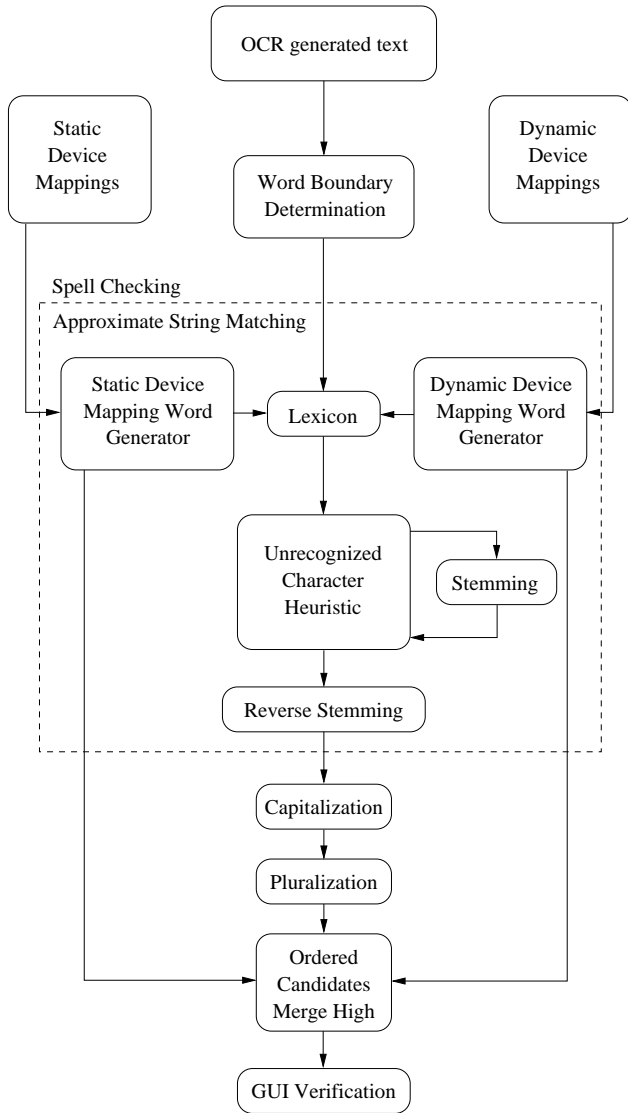 OCR generated text
Static
Device
Mappings
Dynamic
Device
Mappings
Word Boundary
Determination
Spell Checking
Approximate String Matching
Static Device
Mapping Word
Generator
Lexicon
Dynamic Device
Mapping Word
Generator
Unrecognized
Character
Heuristic
Stemming
Reverse Stemming
Capitalization
Pluralization
Ordered
Candidates
Merge High
GUI Verification